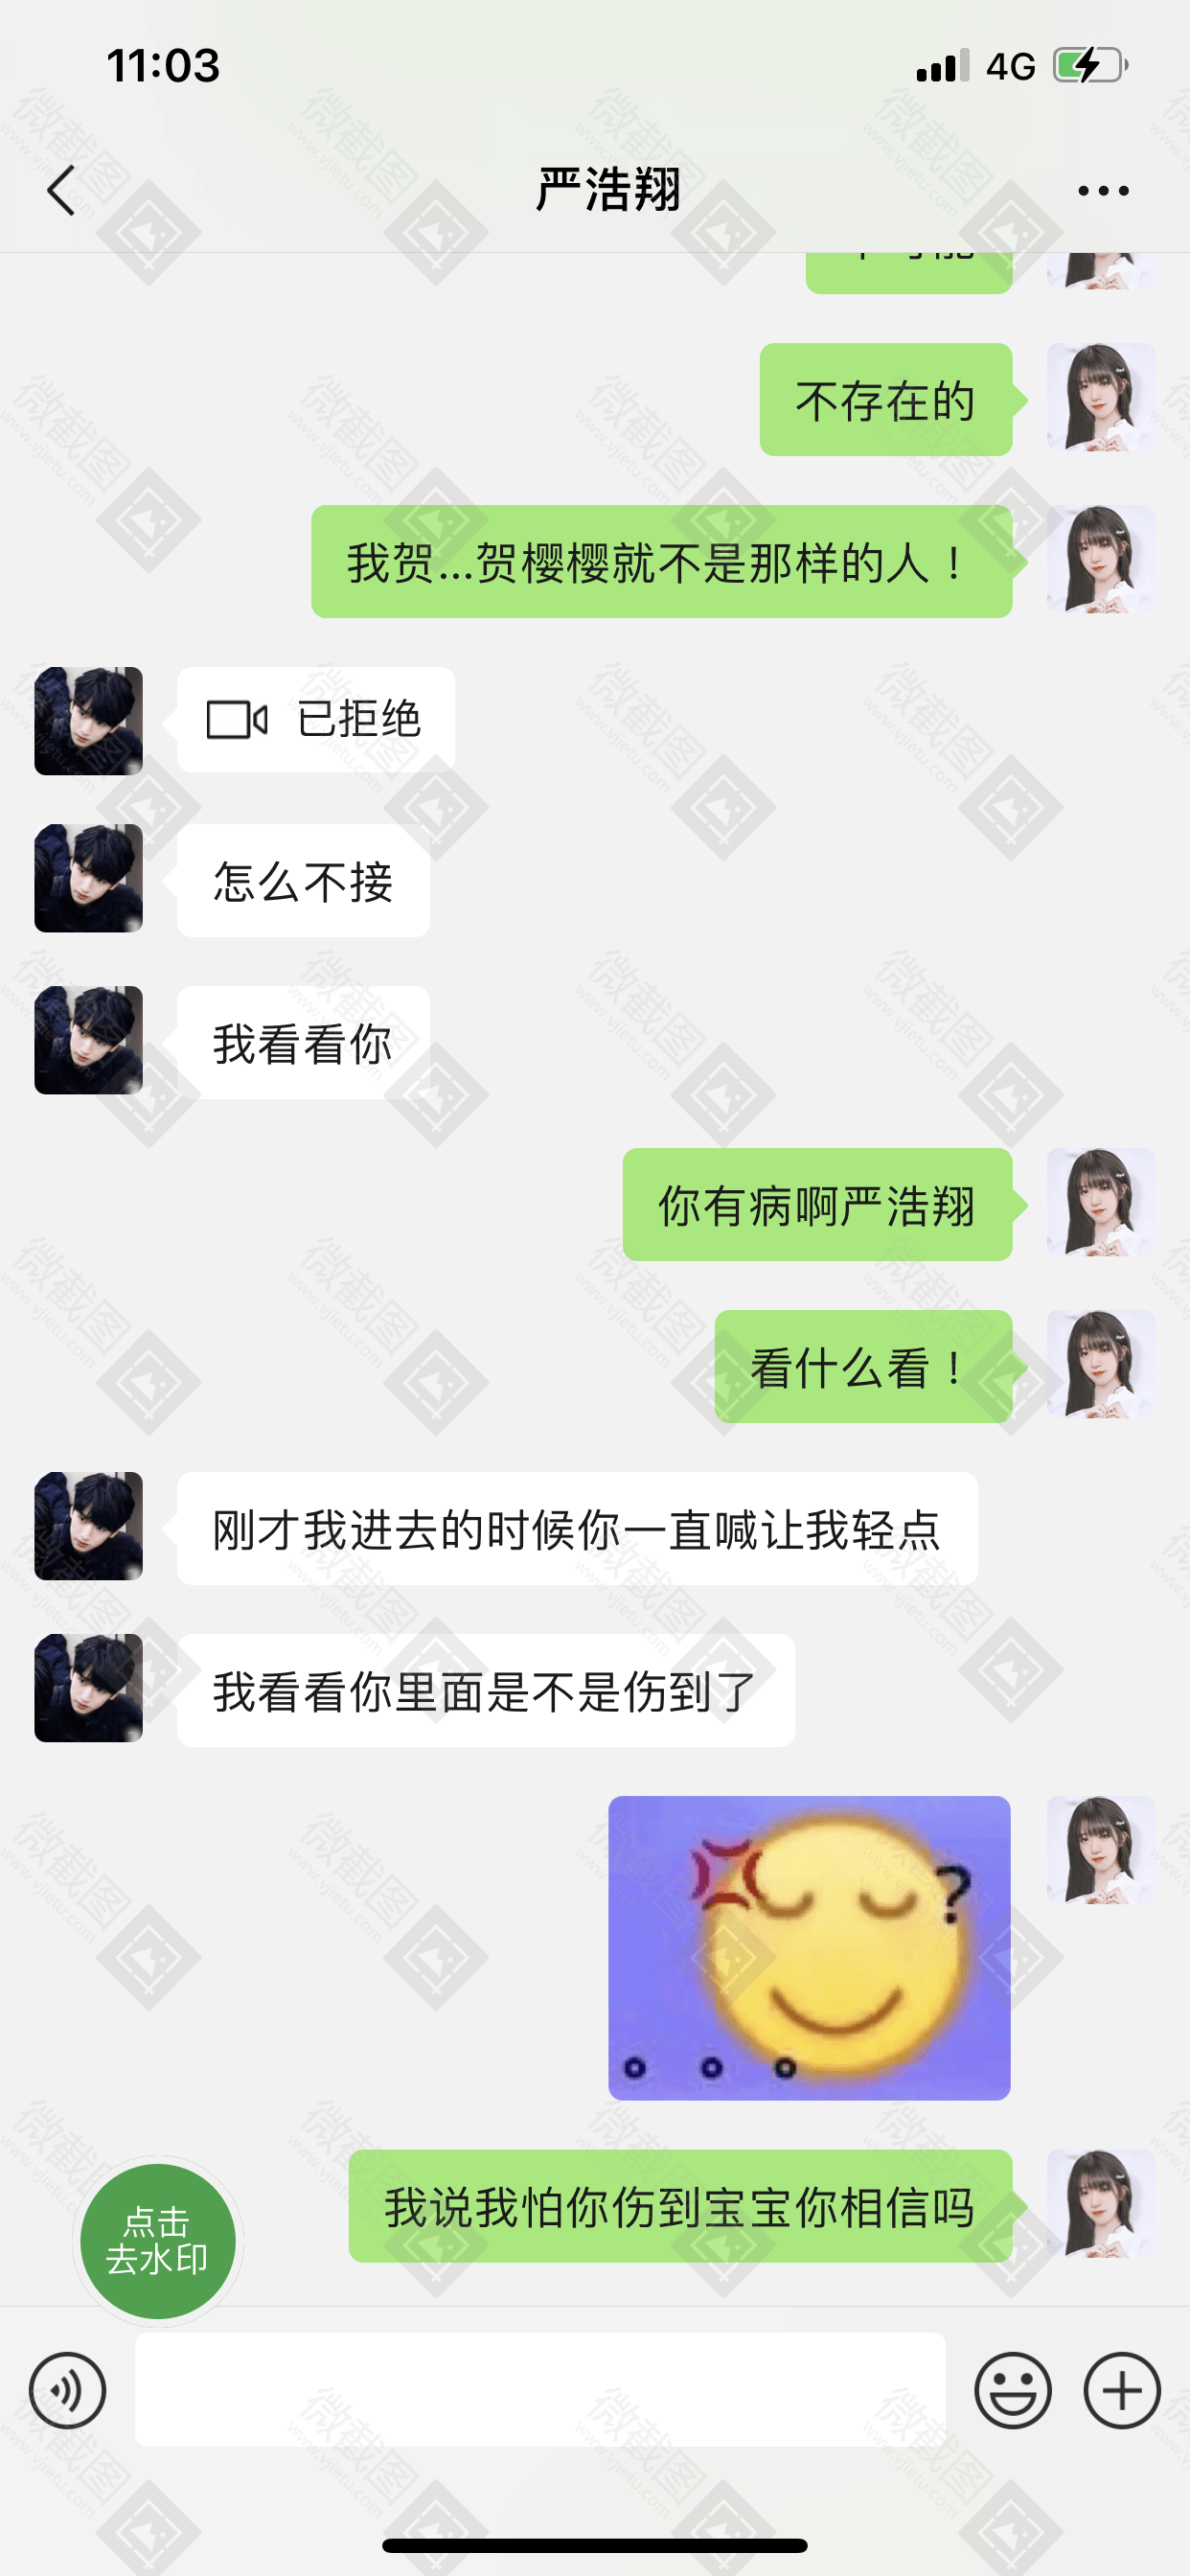 11:03
4G
严浩翔
不存在的
我贺...贺樱樱就不是那样的人！
已拒绝
怎么不接
我看看你
你有病啊严浩翔
看什么看！
刚才我进去的时候你一直喊让我轻点
我看看你里面是不是伤到了
?
我说我怕你伤到宝宝你相信吗
点击
去水印
微截图
www.vjietu.com